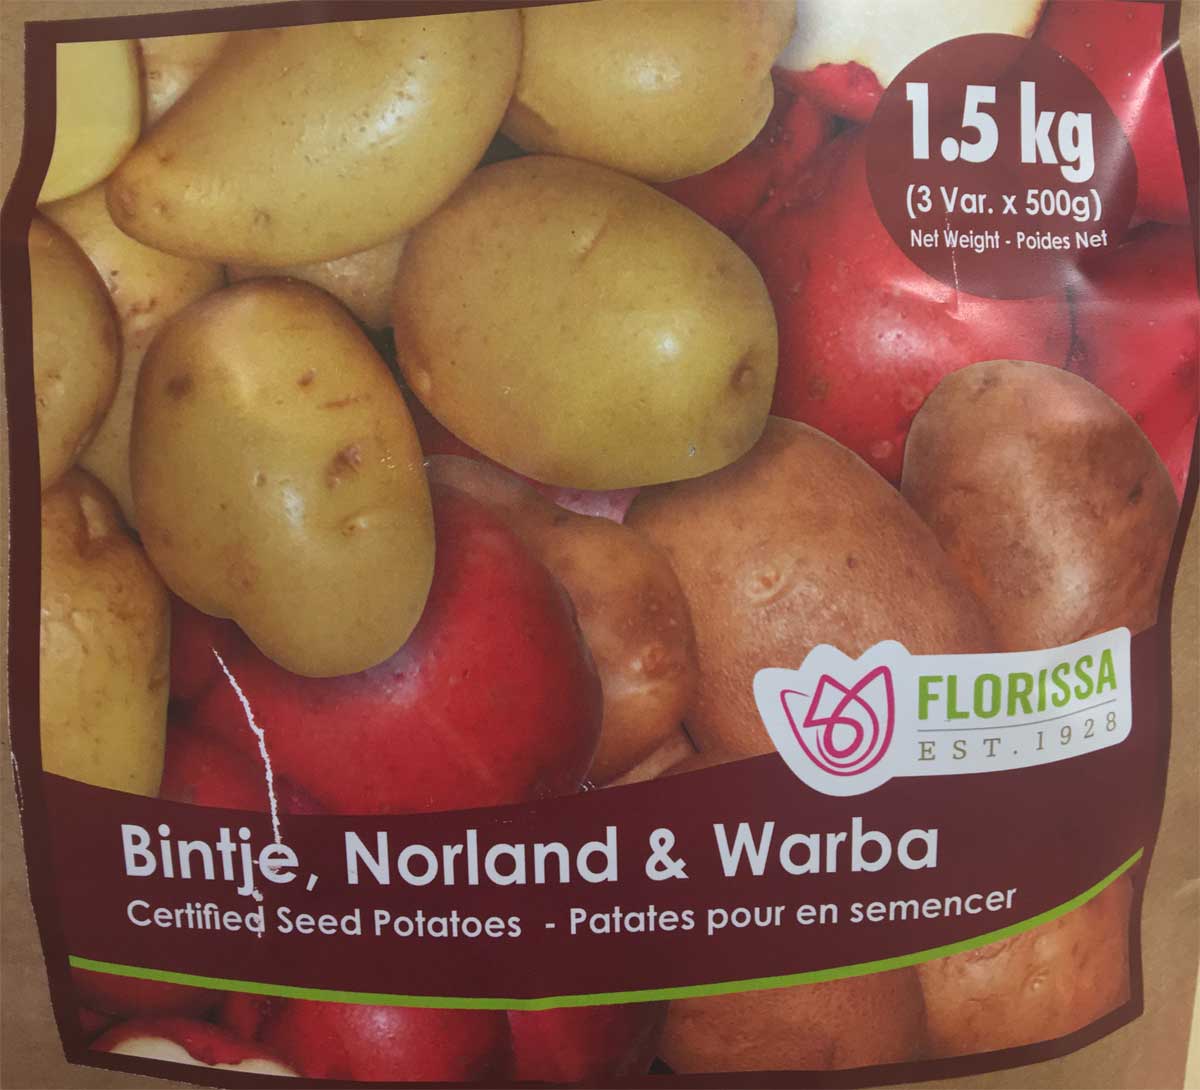 1.5 kg
(3 Var. x 500g)
Net Weight - Poides Net
FLORISSA
EST. 1928
Bintje, Norland & Warba
Certified Seed Potatoes - Patates pour en semencer